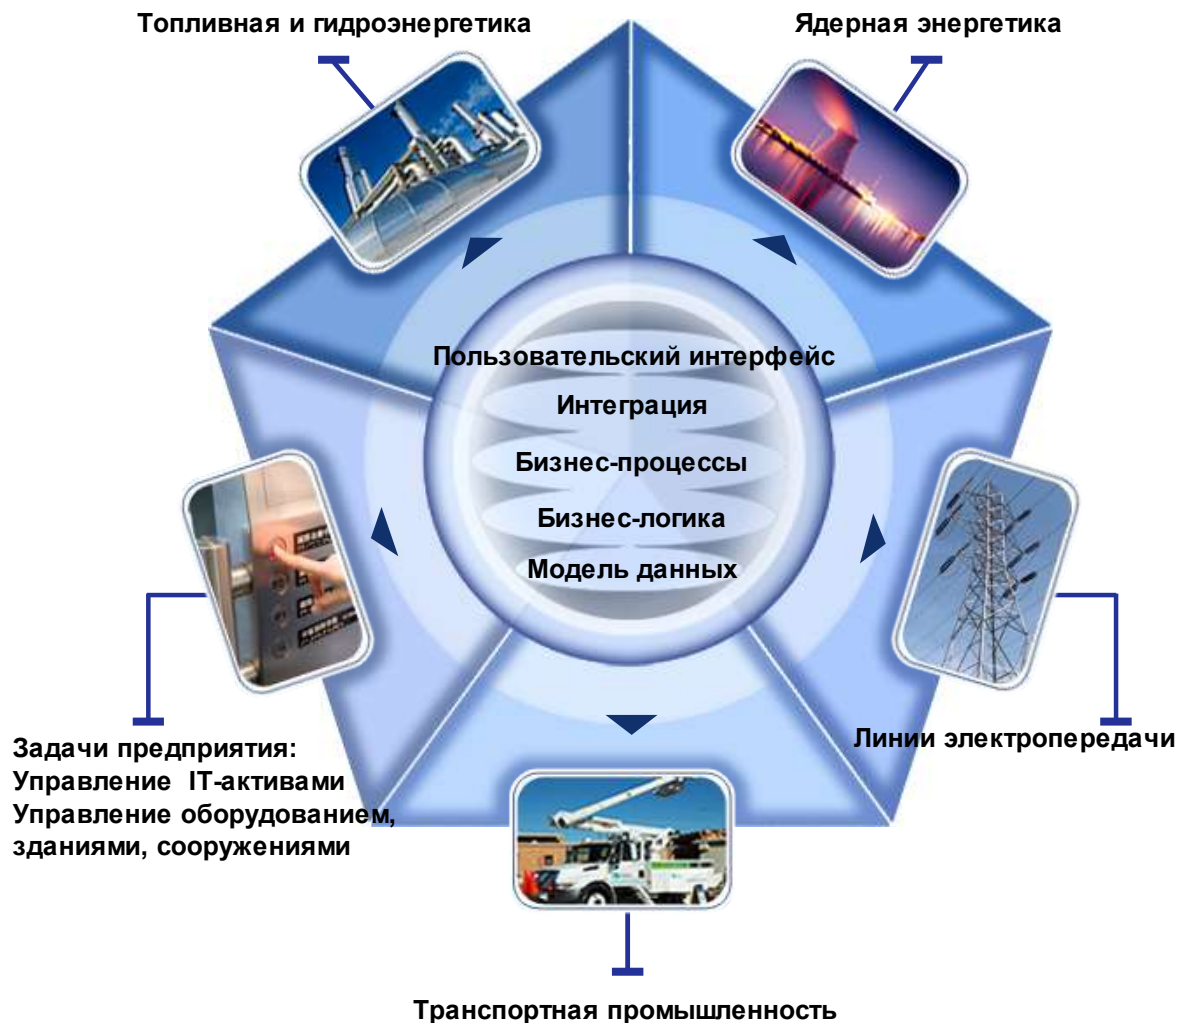 Топливная и гидроэнергетика
Ядерная энергетика
Пользовательский интерфейс
Интеграция
Бизнес-процессы
Бизнес-логика
Модель данных
Линии электропередачи
Задачи предприятия:
Управление IT-активами
Управление оборудованием,
зданиями, сооружениями
Транспортная промышленность